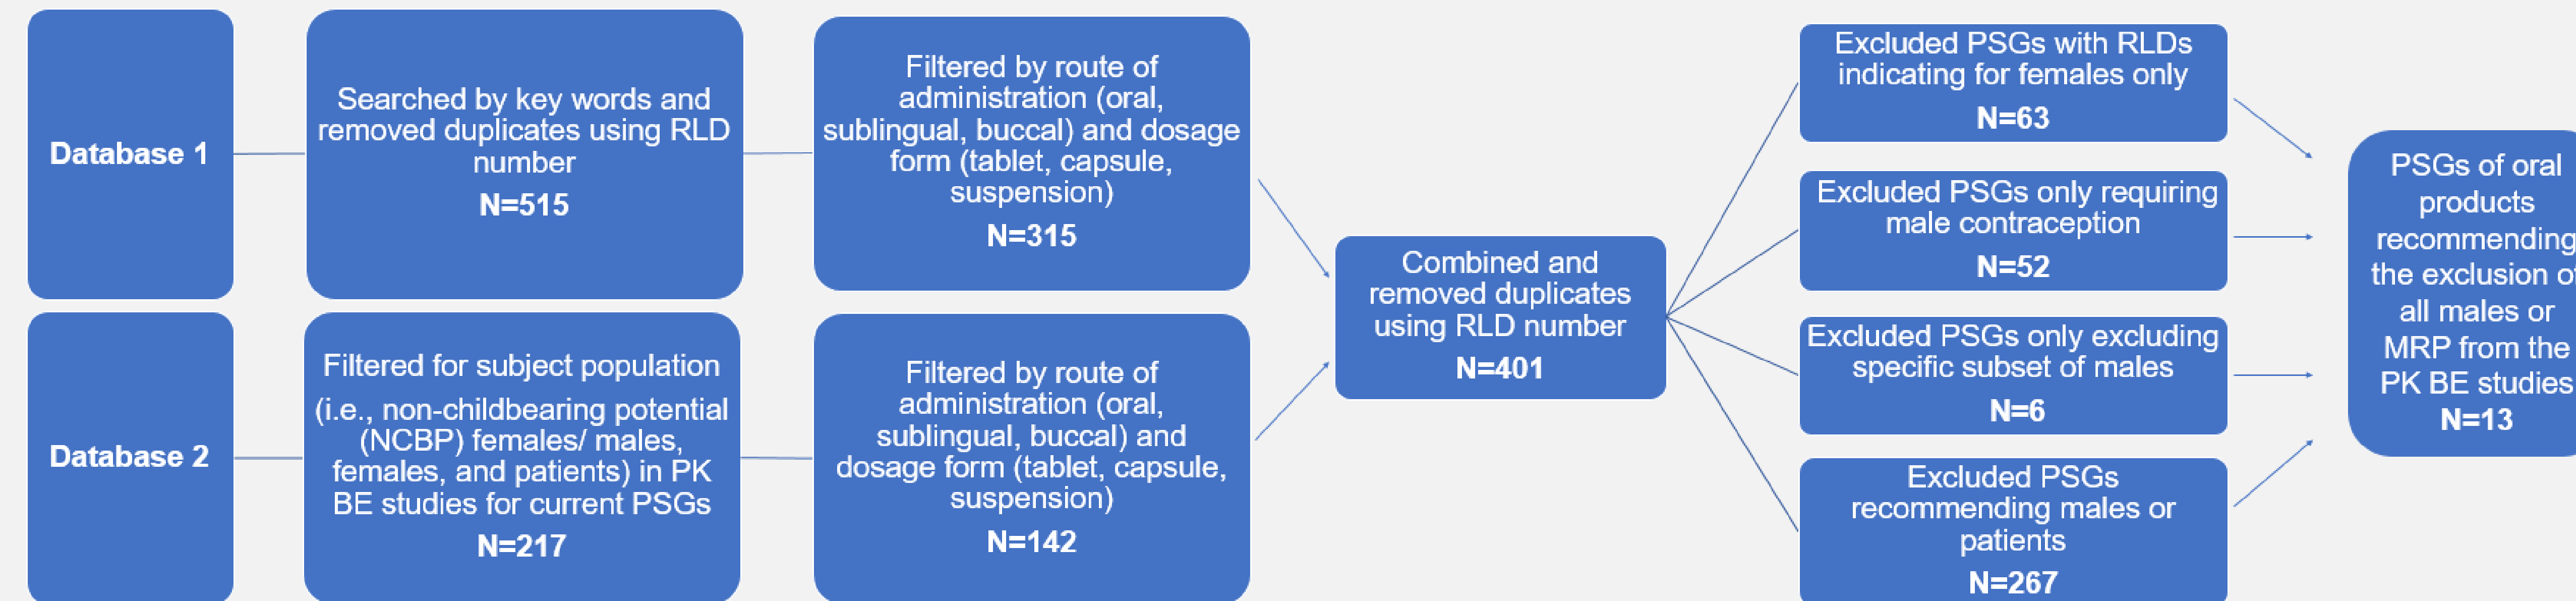 Database 1
Searched by key words and
removed duplicates using RLD
number
N=515
Filtered by route of
administration (oral,
sublingual, buccal) and dosage
form (tablet, capsule,
suspension)
N=315
Database 2
Filtered for subject population
(i.e., non-childbearing potential
(NCBP) females/ males,
females, and patients) in PK
BE studies for current PSGs
N=217
Filtered by route of
administration (oral,
sublingual, buccal) and
dosage form (tablet, capsule,
suspension)
N=142
Combined and
removed duplicates
using RLD number
N=401
Excluded PSGs with RLDs
indicating for females only
N=63
Excluded PSGs only requiring
male contraception
N=52
Excluded PSGs only excluding
specific subset of males
N=6
Excluded PSGs
recommending males or
patients
N=267
PSGs of oral
products
recommending
the exclusion of
all males or
MRP from the
PK BE studies
N=13